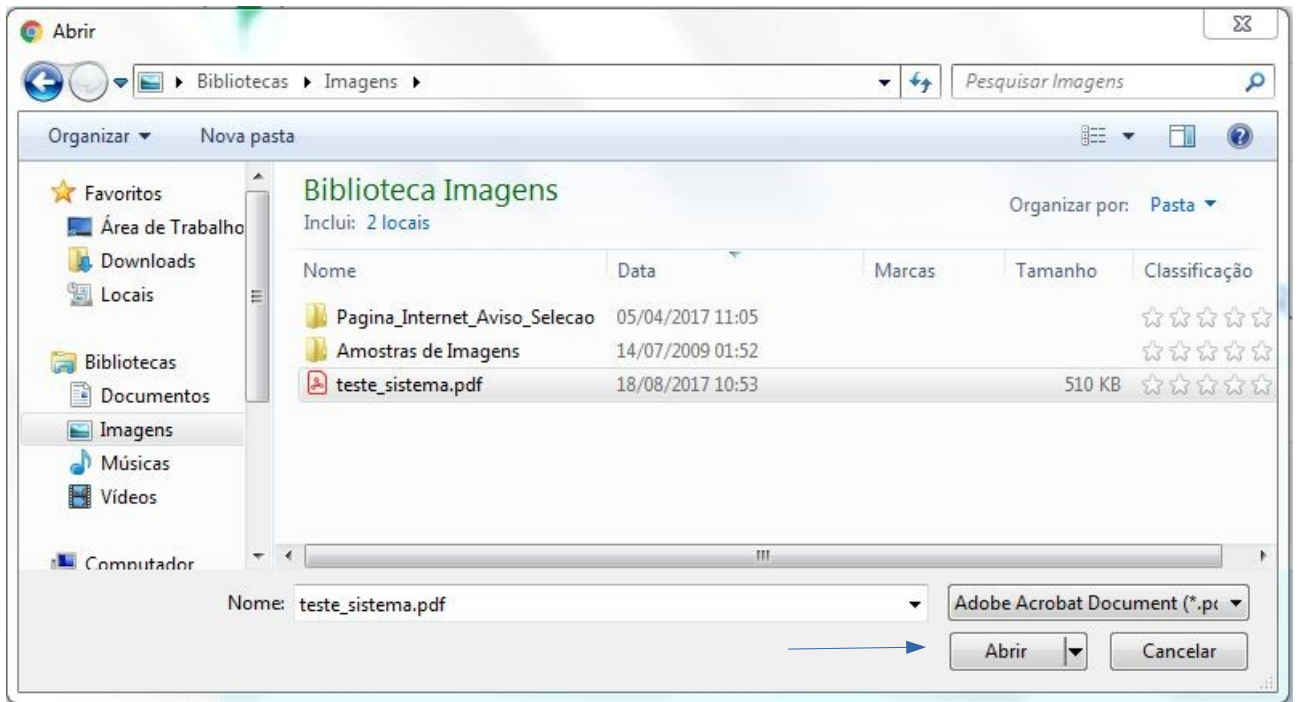 Abrir
Bibliotecas Imagens
Pesquisar Imagens
Organizar Nova pasta
Favoritos
Área de Trabalho
Downloads
Locais
Bibliotecas
Documentos
Imagens
Músicas
Vídeos
Computador
Biblioteca Imagens
Inclui: 2 locais
Organizar por: Pasta
Nome Data Marcas Tamanho Classificação
Pagina_Internet_Aviso_Selecao 05/04/2017 11:05
Amostras de Imagens 14/07/2009 01:52
teste_sistema.pdf 18/08/2017 10:53 510 KB
Nome: teste_sistema.pdf
Adobe Acrobat Document (*.pd
Abrir Cancelar